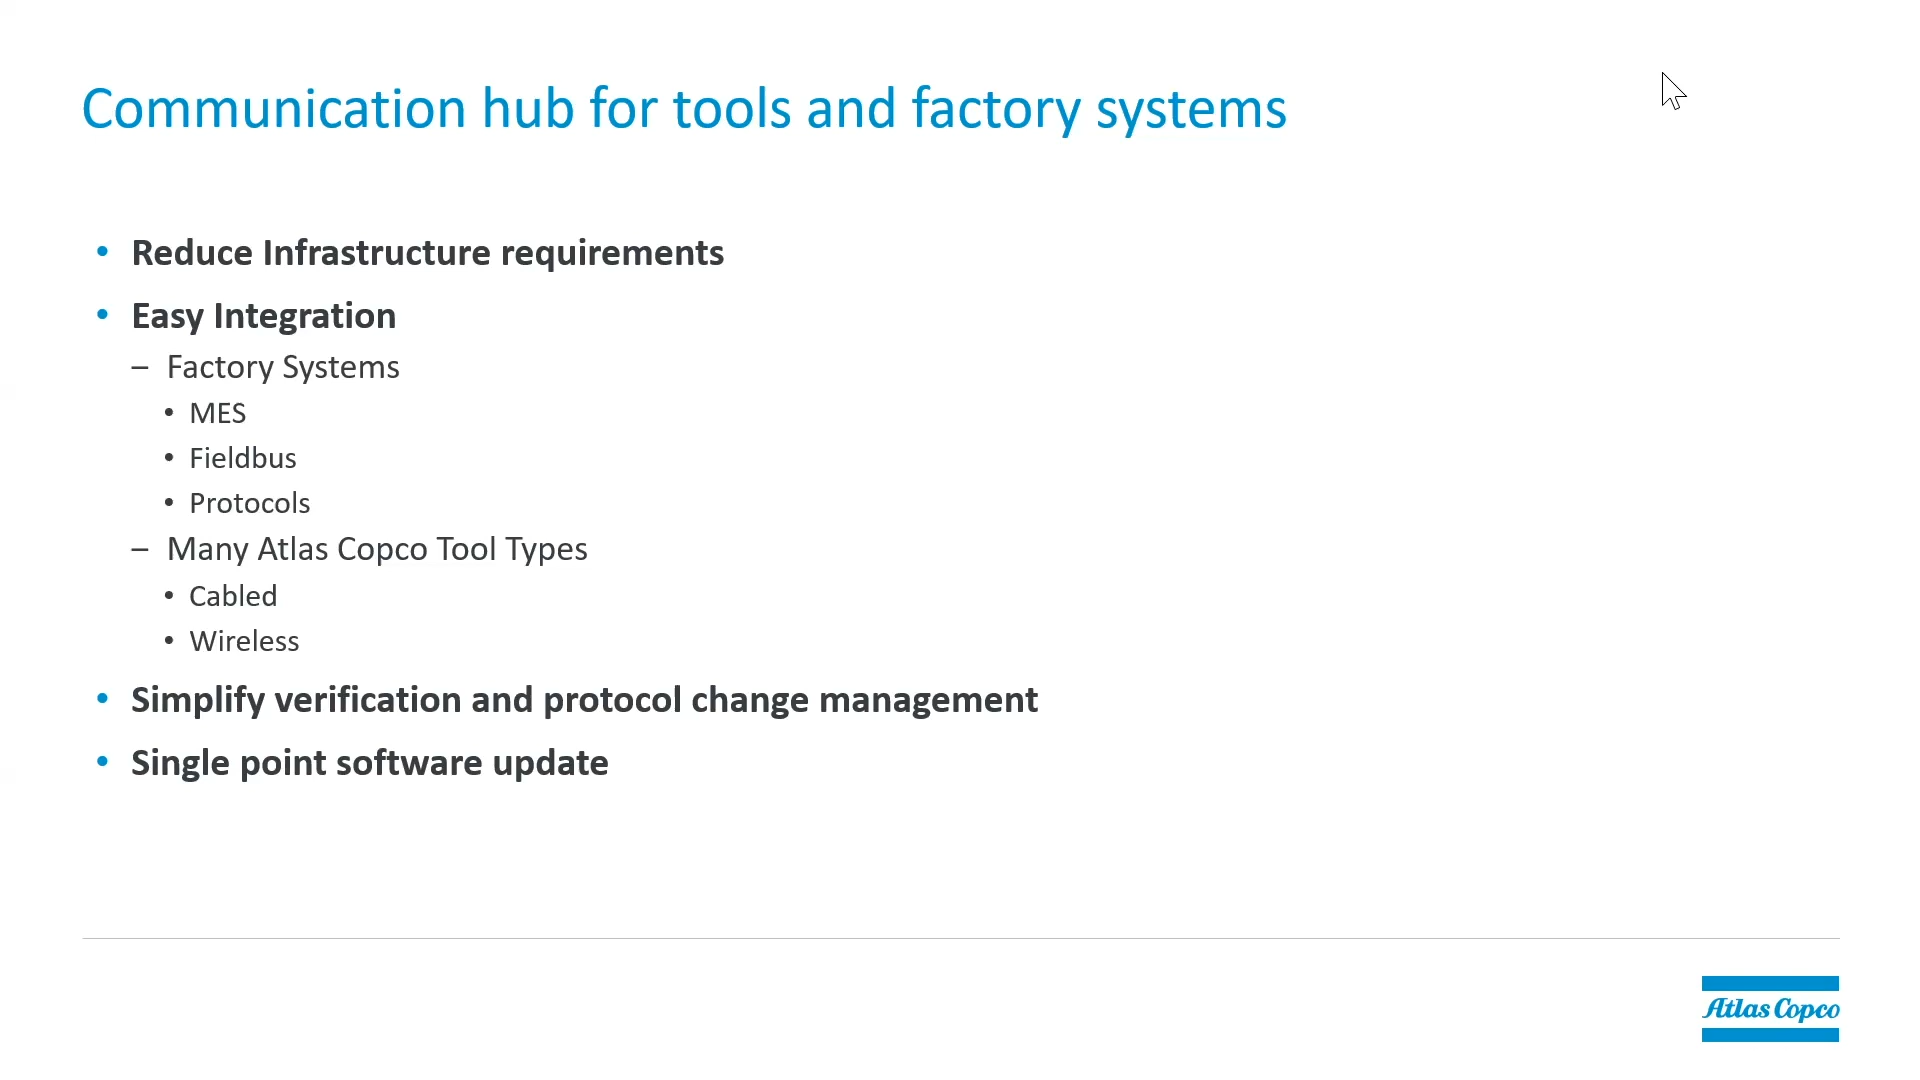 Communication hub for tools and factory systems
• Reduce Infrastructure requirements
• Easy Integration
– Factory Systems
• MES
• Fieldbus
• Protocols
– Many Atlas Copco Tool Types
• Cabled
• Wireless
• Simplify verification and protocol change management
• Single point software update
Atlas Copco